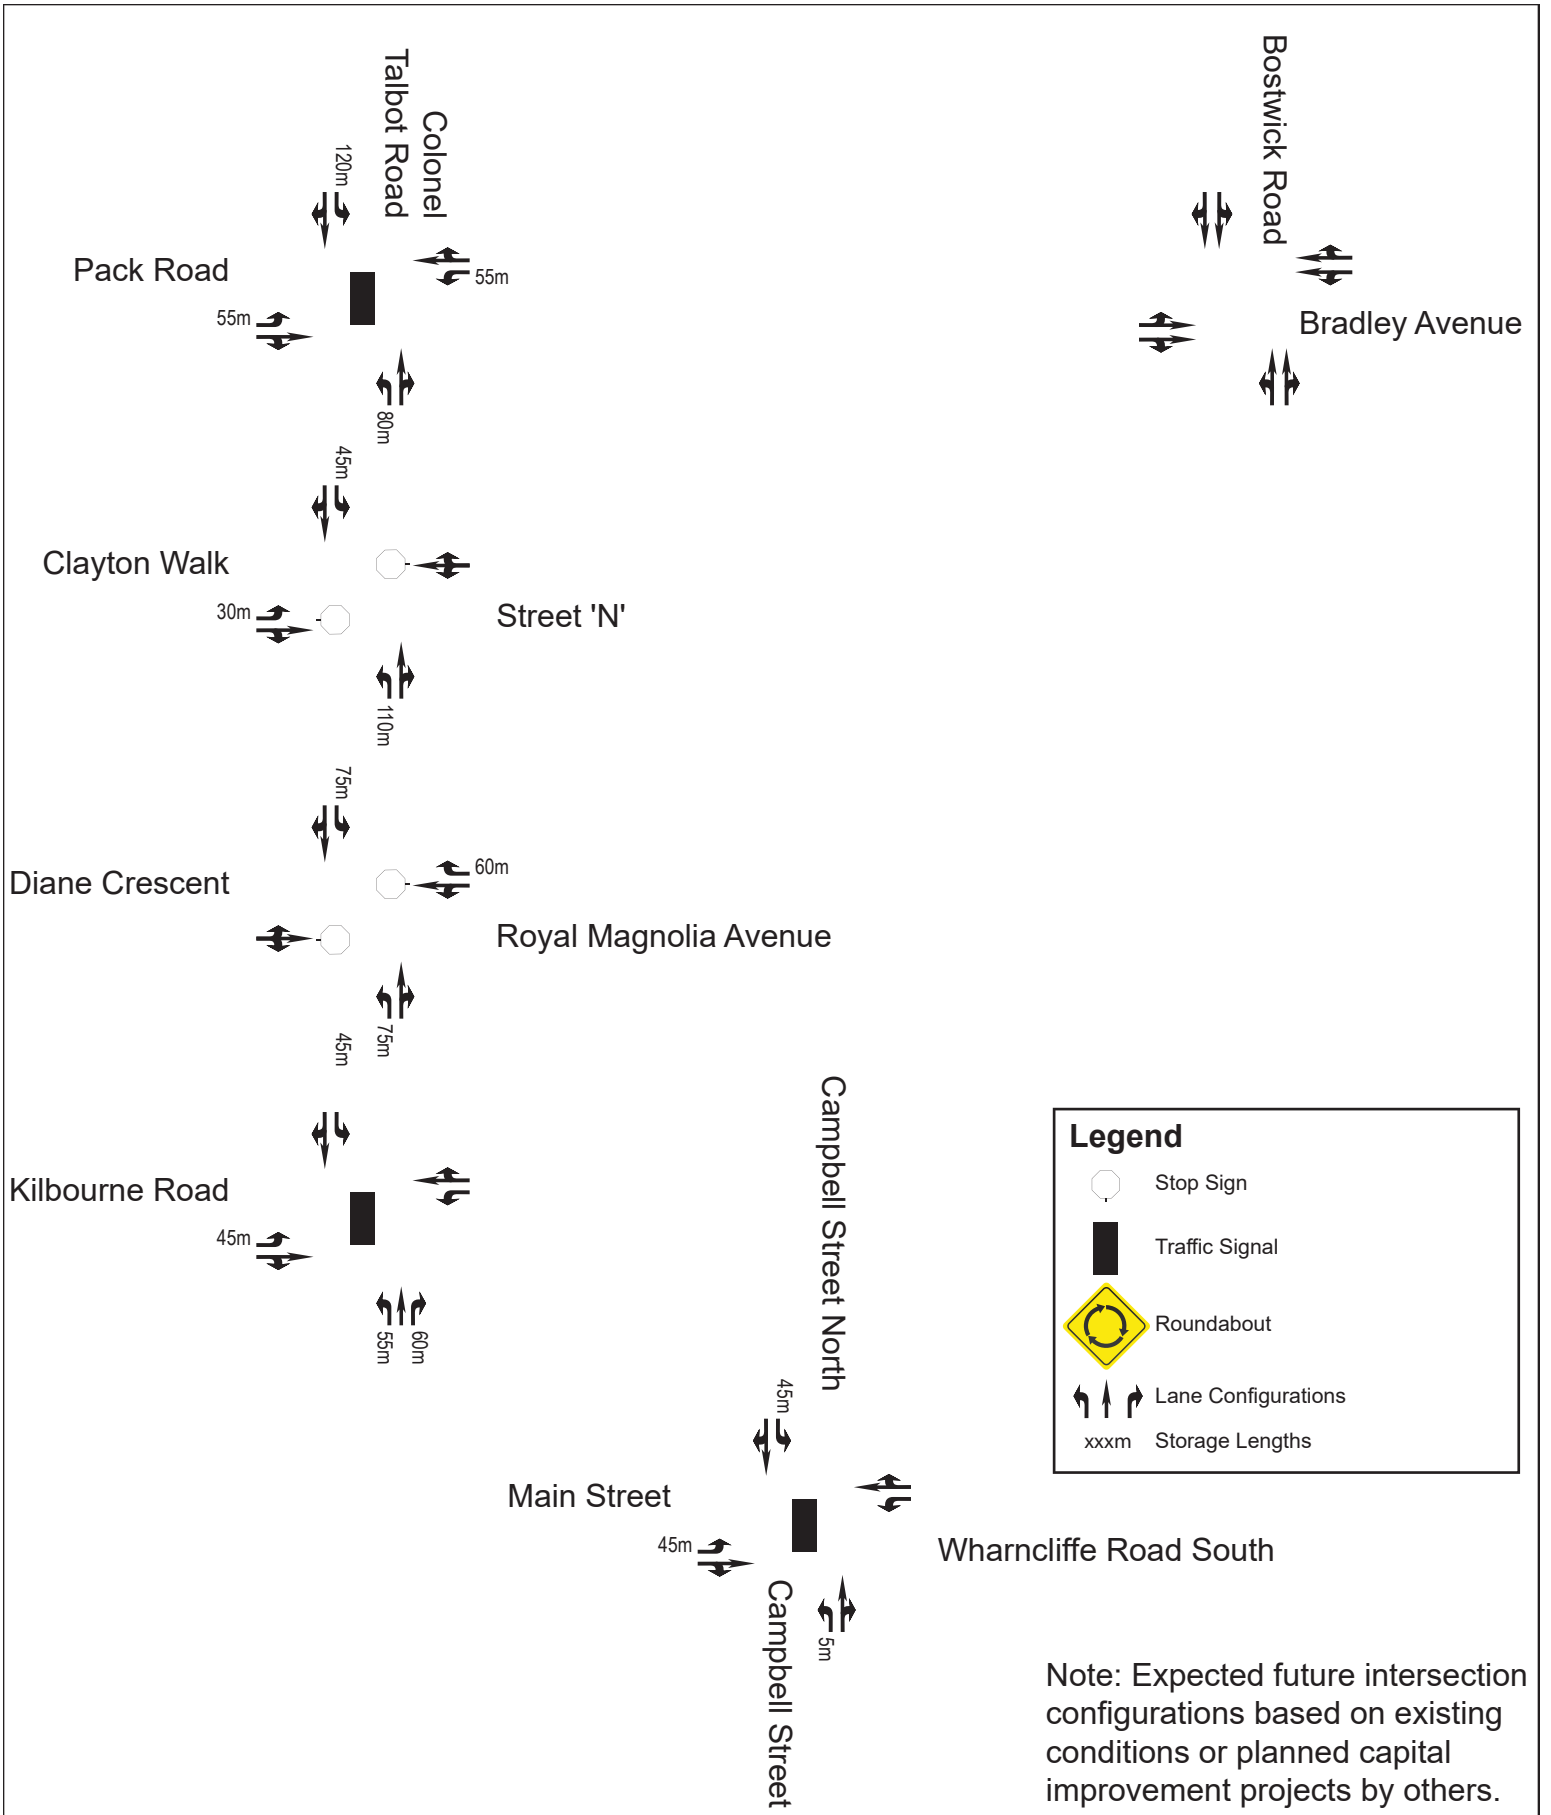 Colonel
Talbot Road
Bostwick Road
120m
Pack Road
55m
55m
80m
Bradley Avenue
45m
Clayton Walk
30m
Street 'N'
110m
75m
Diane Crescent
60m
Royal Magnolia Avenue
75m
45m
Kilbourne Road
45m
55m
60m
Campbell Street North
45m
Main Street
45m
Wharncliffe Road South
5m
Campbell Street
Legend
Stop Sign
Traffic Signal
Roundabout
Lane Configurations
xxxm Storage Lengths
Note: Expected future intersection
configurations based on existing
conditions or planned capital
improvement projects by others.